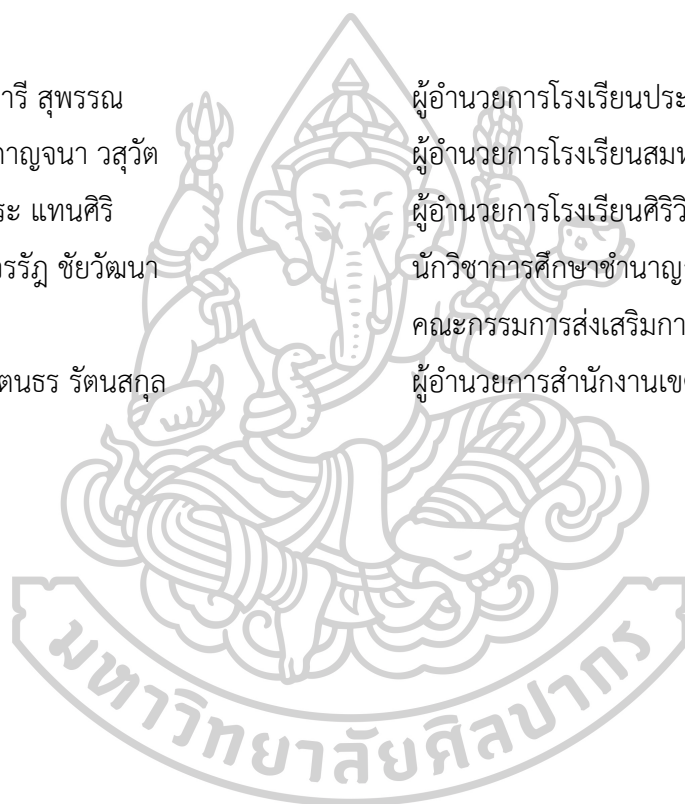 ารี สุพรรณ ผู้อำนวยการโรงเรียนประ
กาญจนา วสุวัต ผู้อำนวยการโรงเรียนสมท
ระ แทนศิริ ผู้อำนวยการโรงเรียนศิริวิ
วรรัฏ ชัยวัฒนา นักวิชาการศึกษาชำนาญ
คณะกรรมการส่งเสริมกา
ตนธร รัตนสกุล ผู้อำนวยการสำนักงานเข
มหาวิทยาลัยศิลปากร